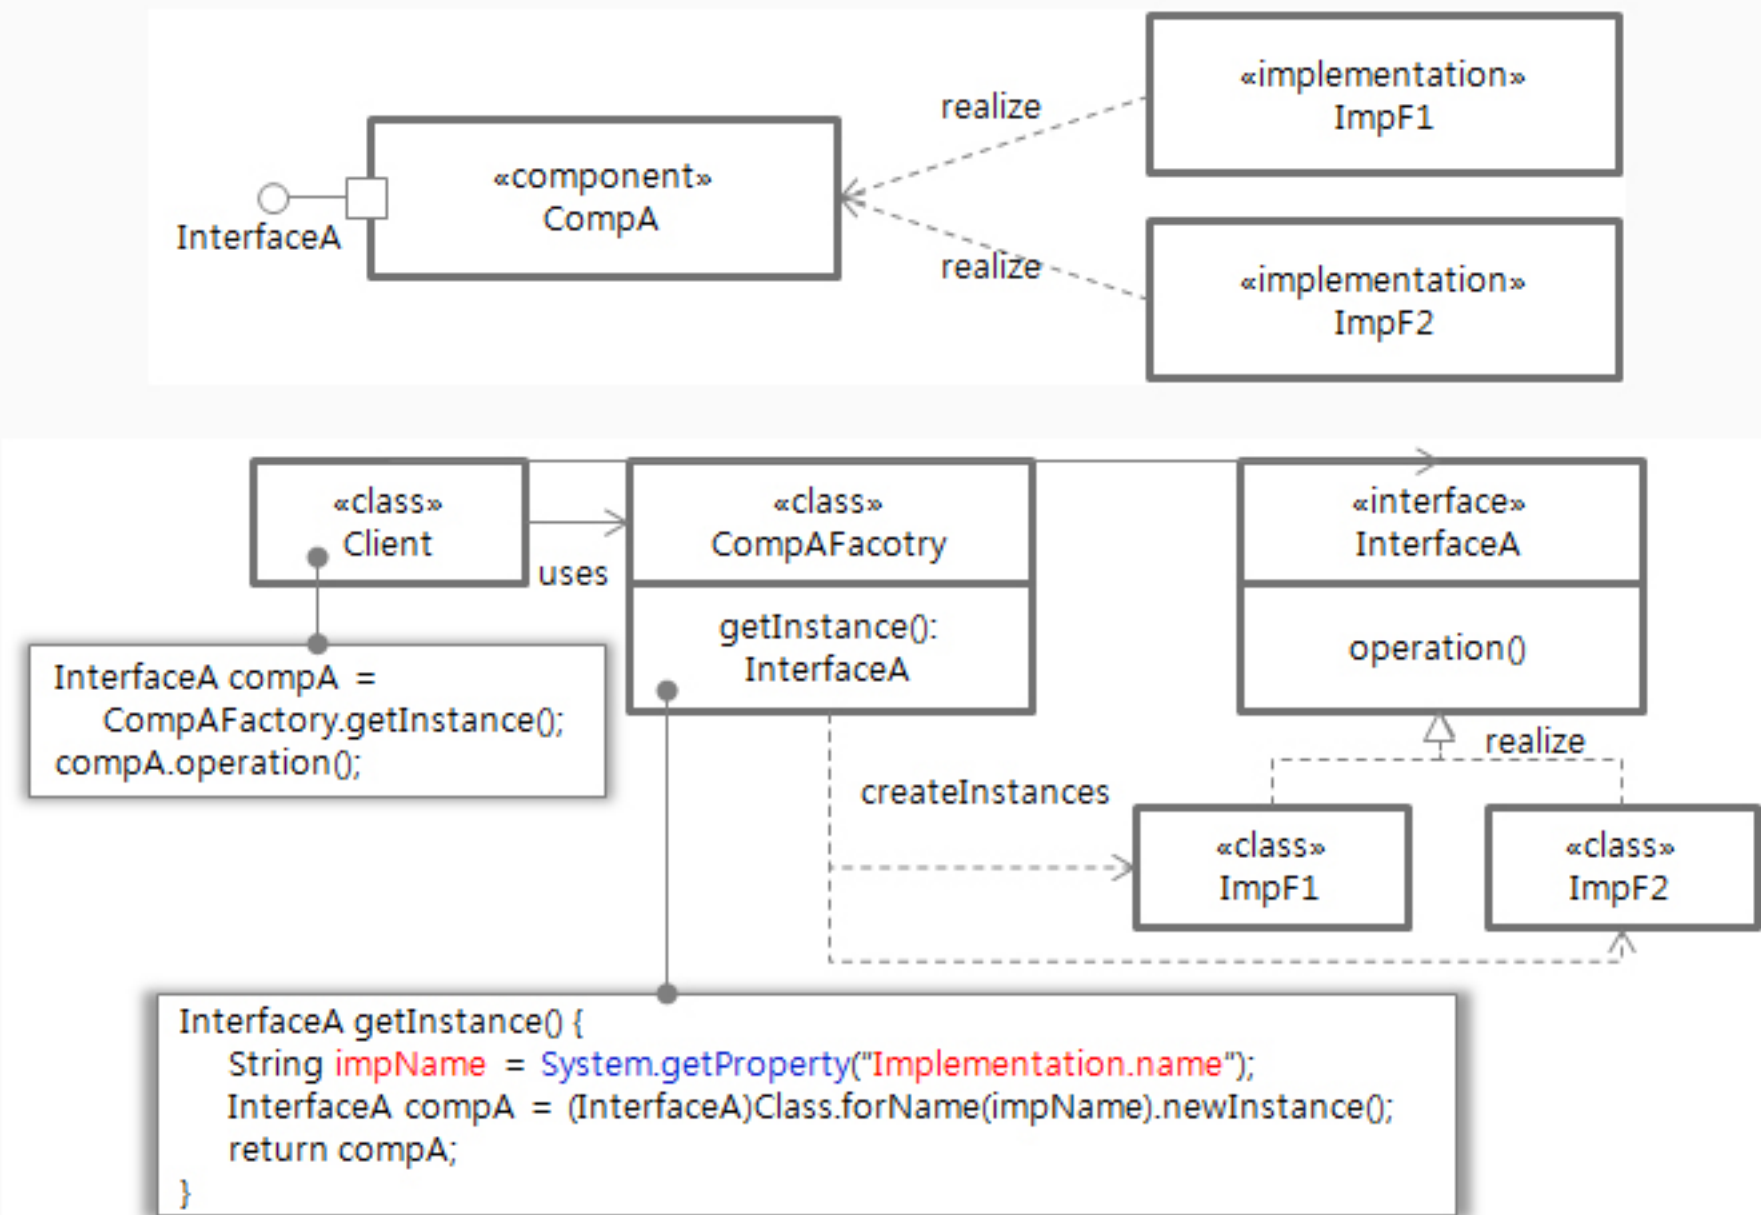 «implementation»
ImpF1
realize
«component»
CompA
InterfaceA
realize
«implementation»
ImpF2
«class»
Client
uses
«class»
CompAFacotry
getInstance():
InterfaceA
«interface»
InterfaceA
operation()
InterfaceA compA =
CompAFactory.getInstance();
compA.operation();
realize
createInstances
«class»
ImpF1
«class»
ImpF2
InterfaceA getInstance() {
String impName = System.getProperty("Implementation.name");
InterfaceA compA = (InterfaceA)Class.forName(impName).newInstance();
return compA;
}